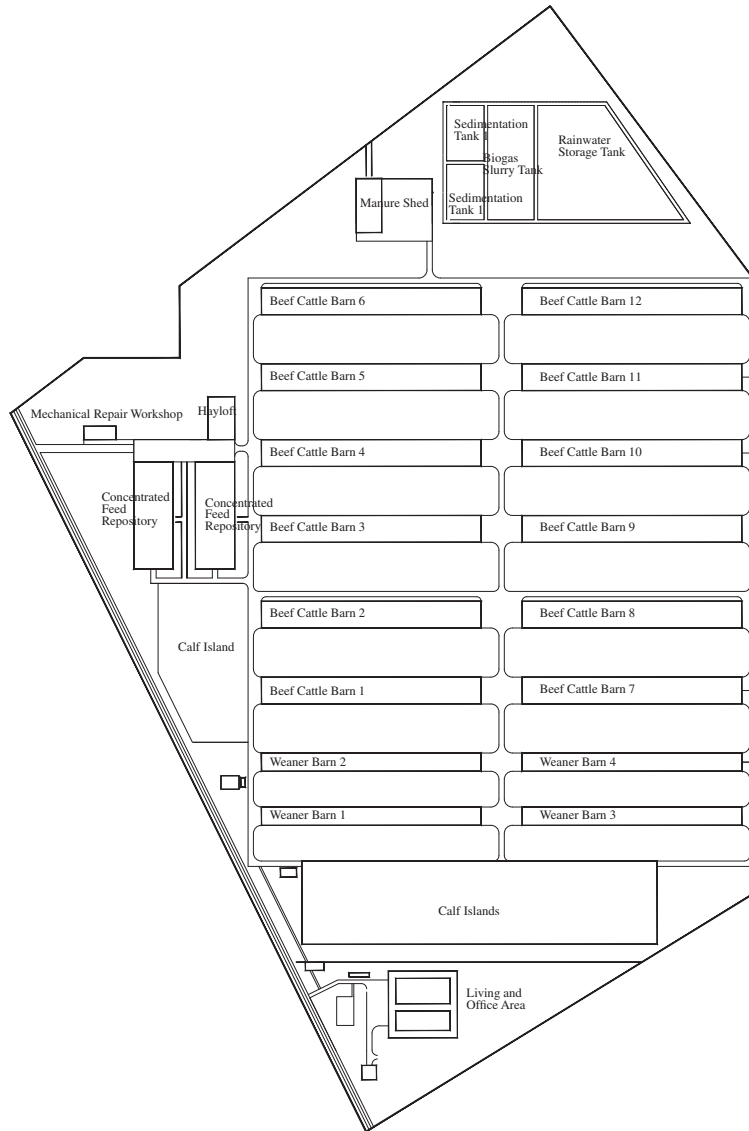 Sedimentation
Tank 1
Biogas
Slurry Tank
Rainwater
Storage Tank
Manure Shed
Sedimentation
Tank 1
Beef Cattle Barn 6
Beef Cattle Barn 12
Beef Cattle Barn 5
Beef Cattle Barn 11
Mechanical Repair Workshop
Hayloft
Beef Cattle Barn 4
Beef Cattle Barn 10
Concentrated
Feed
Repository
Concentrated
Feed
Repository
Beef Cattle Barn 3
Beef Cattle Barn 9
Beef Cattle Barn 2
Beef Cattle Barn 8
Calf Island
Beef Cattle Barn 1
Beef Cattle Barn 7
Weaner Barn 2
Weaner Barn 4
Weaner Barn 1
Weaner Barn 3
Calf Islands
Living and
Office Area